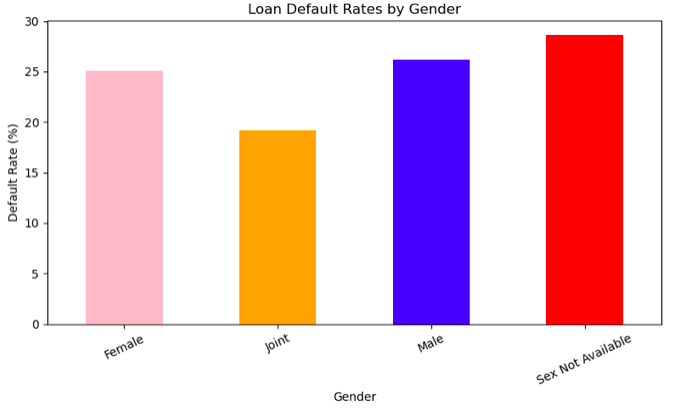 Loan Default Rates by Gender
30
25
20
15
10
5
0
Default Rate (%)
Female
Joint
Male
Sex Not Available
Gender